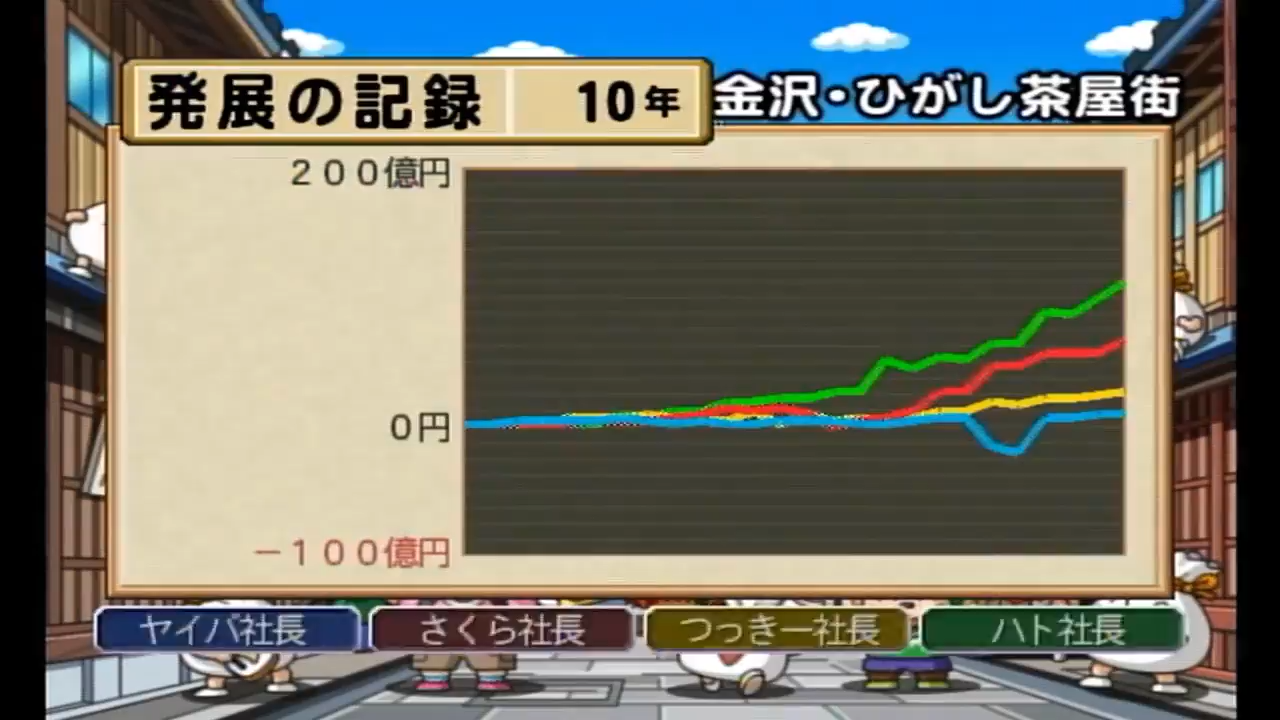 発展の記録 10年 金沢・ひがし茶屋街
200億円
0円
-100億円
ヤイバ社長 さくら社長 つっきー社長 ハト社長